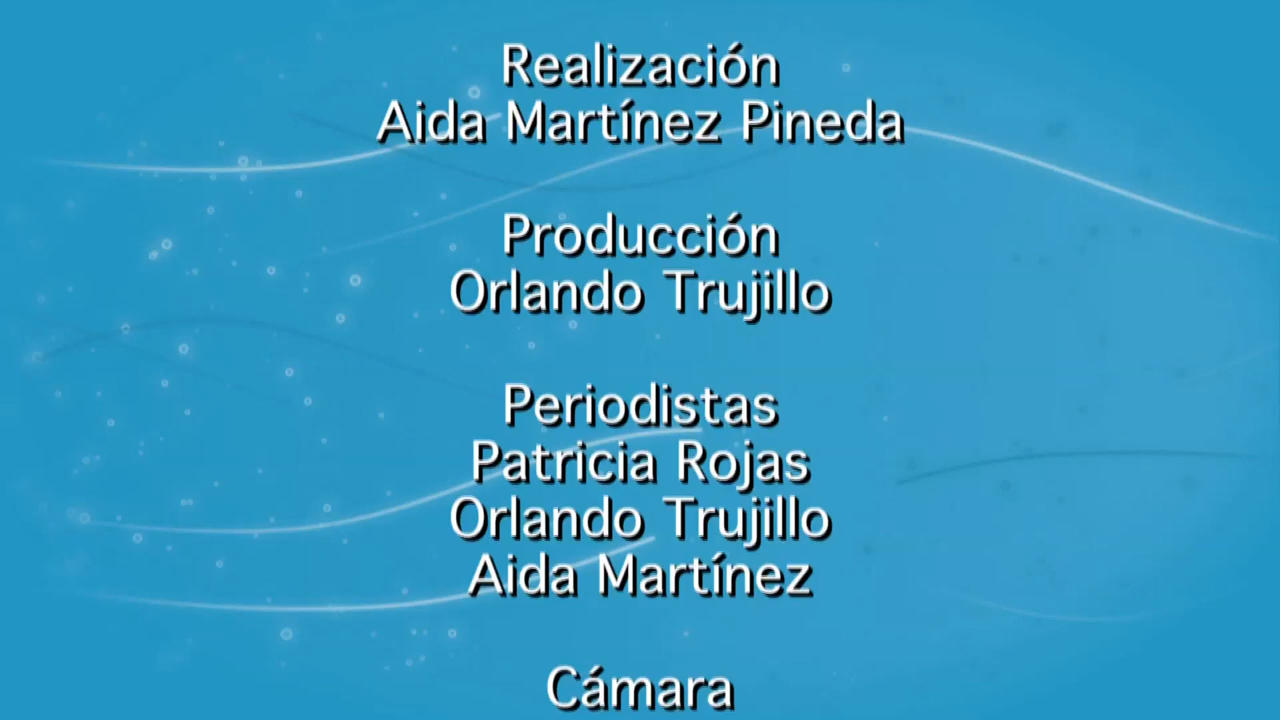 Realización
Aida Martínez Pineda
Producción
Orlando Trujillo
Periodistas
Patricia Rojas
Orlando Trujillo
Aida Martínez
Cámara